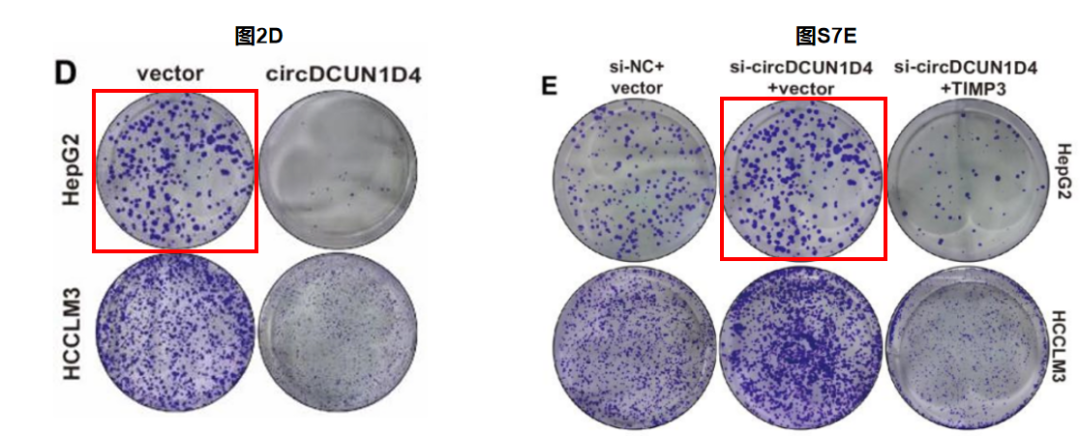 图2D
D
vector
circDCUN1D4
HepG2
HCCLM3
图S7E
E
si-NC+
vector
si-circDCUN1D4
+vector
si-circDCUN1D4
+TIMP3
HepG2
HCCLM3